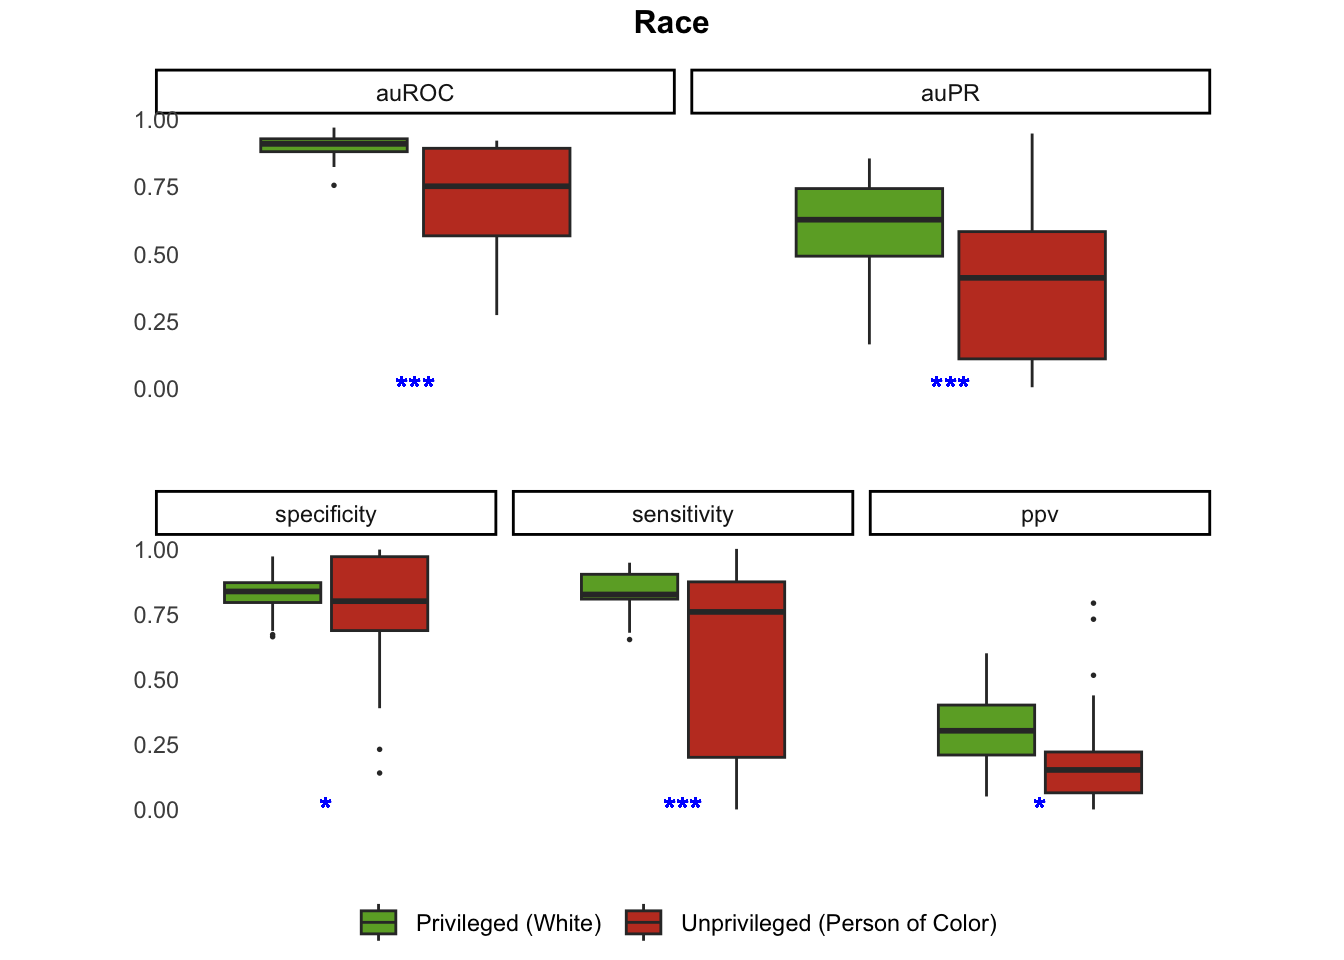 Race
auROC auPR
1.00
0.75
0.50
0.25
0.00
*** ***
specificity sensitivity ppv
1.00
0.75
0.50
0.25
0.00
* *** *
Privileged (White) Unprivileged (Person of Color)